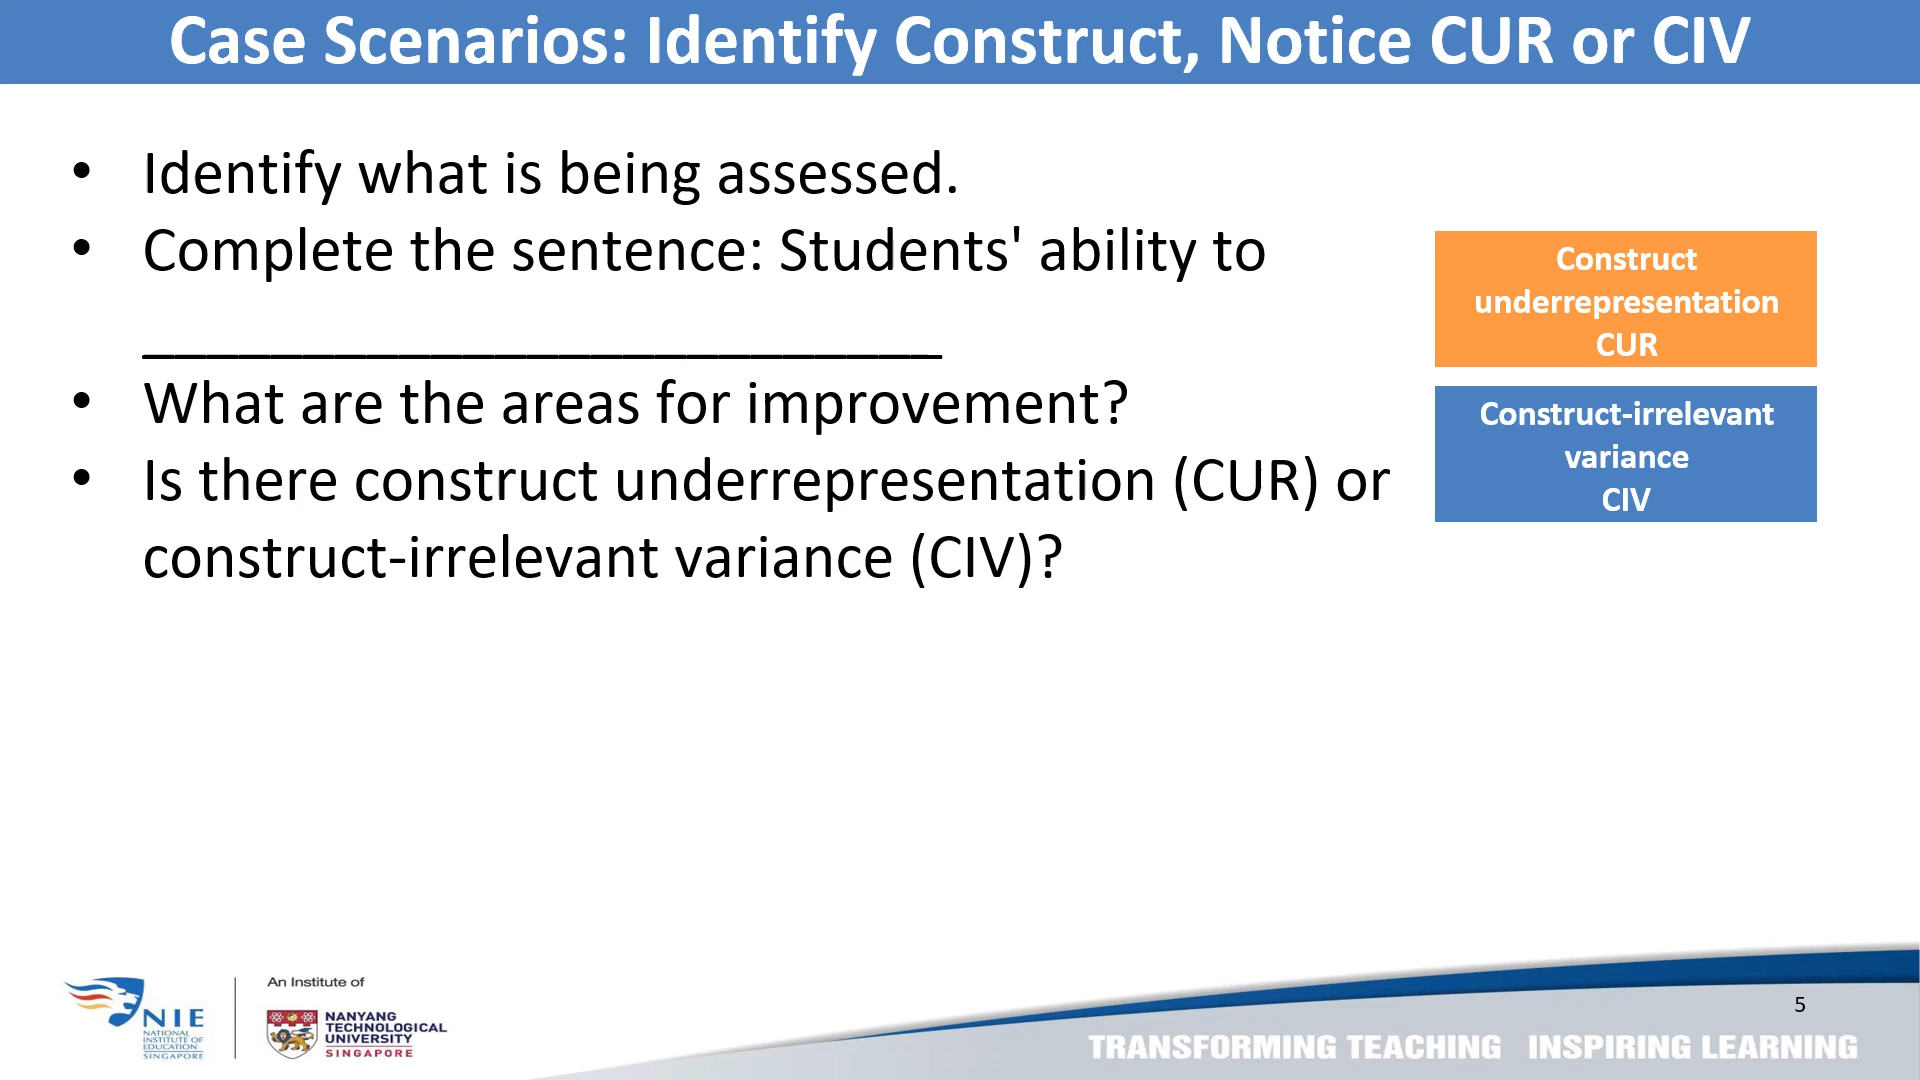 Case Scenarios: Identify Construct, Notice CUR or CIV
• Identify what is being assessed.
• Complete the sentence: Students' ability to
_________________________
• What are the areas for improvement?
• Is there construct underrepresentation (CUR) or
construct-irrelevant variance (CIV)?
Construct
underrepresentation
CUR
Construct-irrelevant
variance
CIV
NIE
NATIONAL
INSTITUTE OF
EDUCATION
SINGAPORE
An Institute of
NANYANG
TECHNOLOGICAL
UNIVERSITY
SINGAPORE
5
TRANSFORMING TEACHING INSPIRING LEARNING